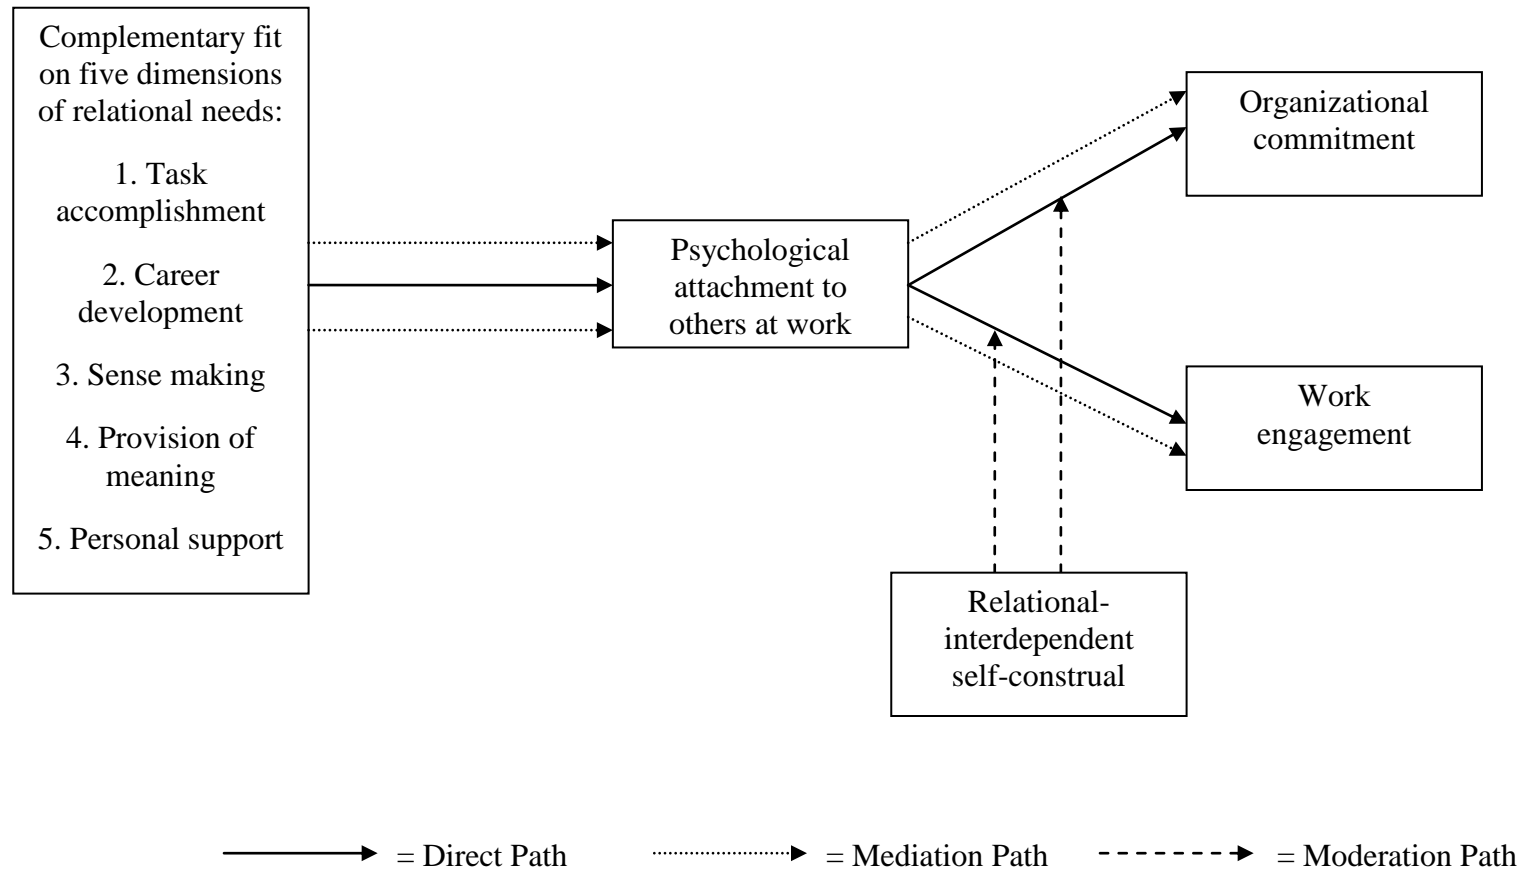 Complementary fit
on five dimensions
of relational needs:
1. Task
accomplishment
2. Career
development
3. Sense making
4. Provision of
meaning
5. Personal support
Psychological
attachment to
others at work
Organizational
commitment
Work
engagement
Relational-
interdependent
self-construal
= Direct Path
= Mediation Path
= Moderation Path